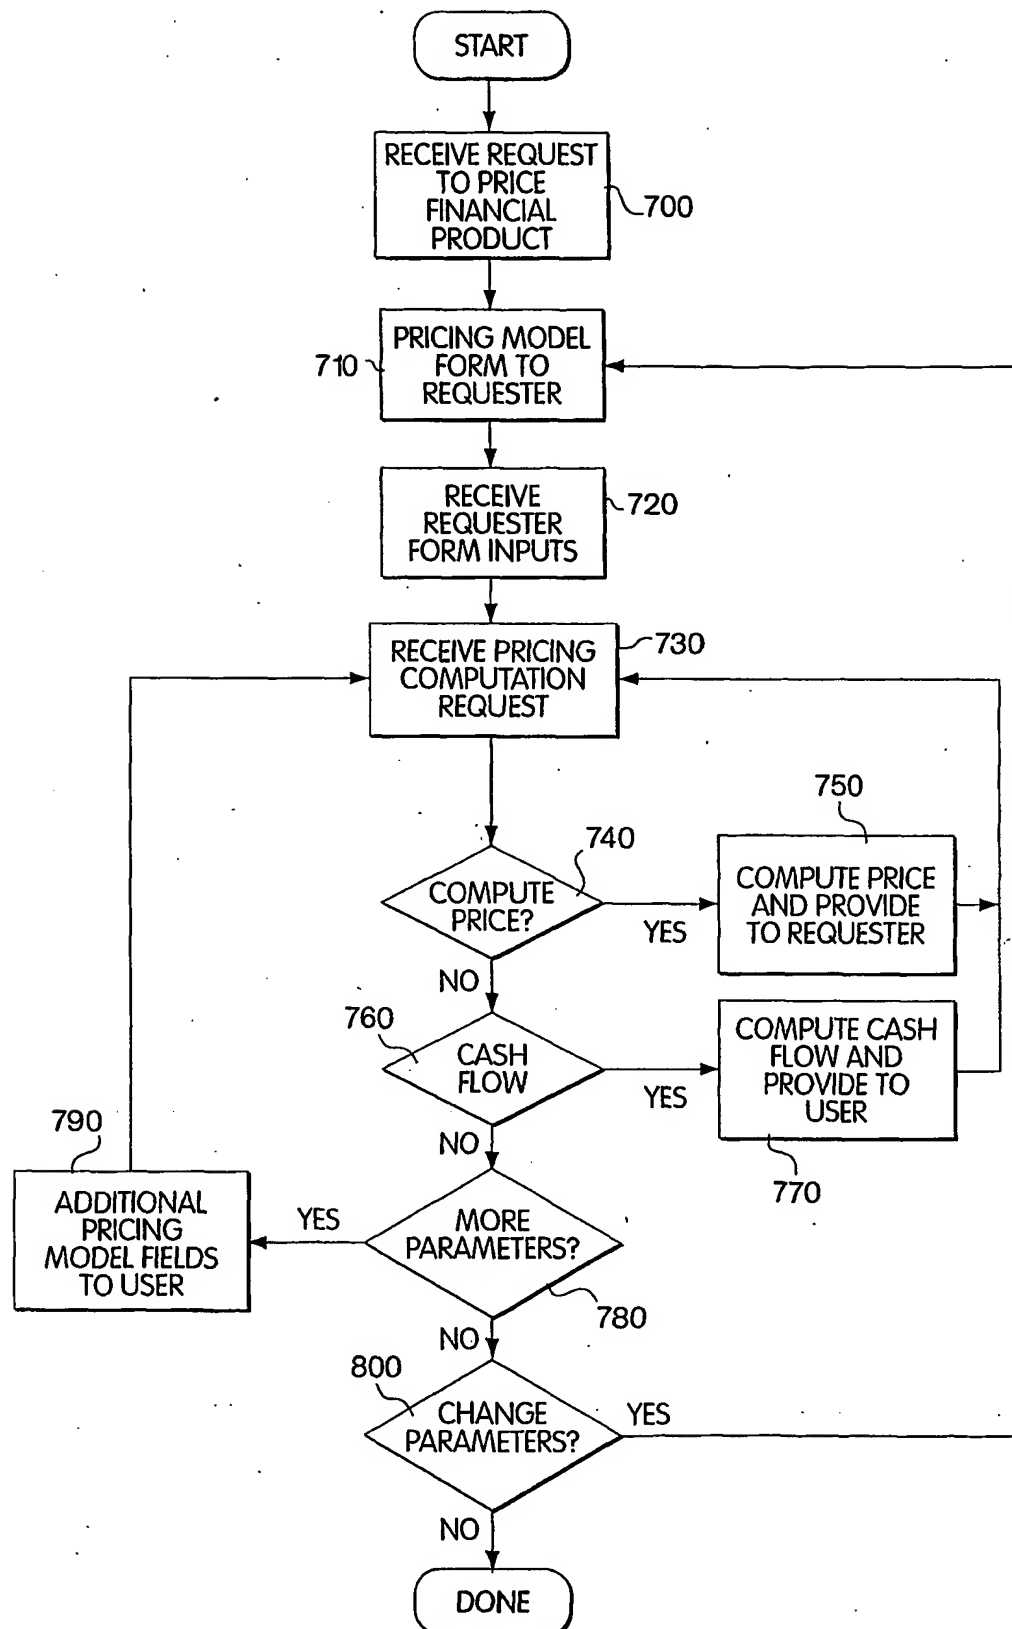 START
RECEIVE REQUEST
TO PRICE
FINANCIAL
PRODUCT
700
PRICING MODEL
FORM TO
REQUESTER
710
RECEIVE
REQUESTER
FORM INPUTS
720
RECEIVE PRICING
COMPUTATION
REQUEST
730
740
COMPUTE
PRICE?
YES
NO
750
COMPUTE PRICE
AND PROVIDE
TO REQUESTER
760
CASH
FLOW
YES
NO
COMPUTE CASH
FLOW AND
PROVIDE TO
USER
770
MORE
PARAMETERS?
780
YES
NO
790
ADDITIONAL
PRICING
MODEL FIELDS
TO USER
800
CHANGE
PARAMETERS?
YES
NO
DONE